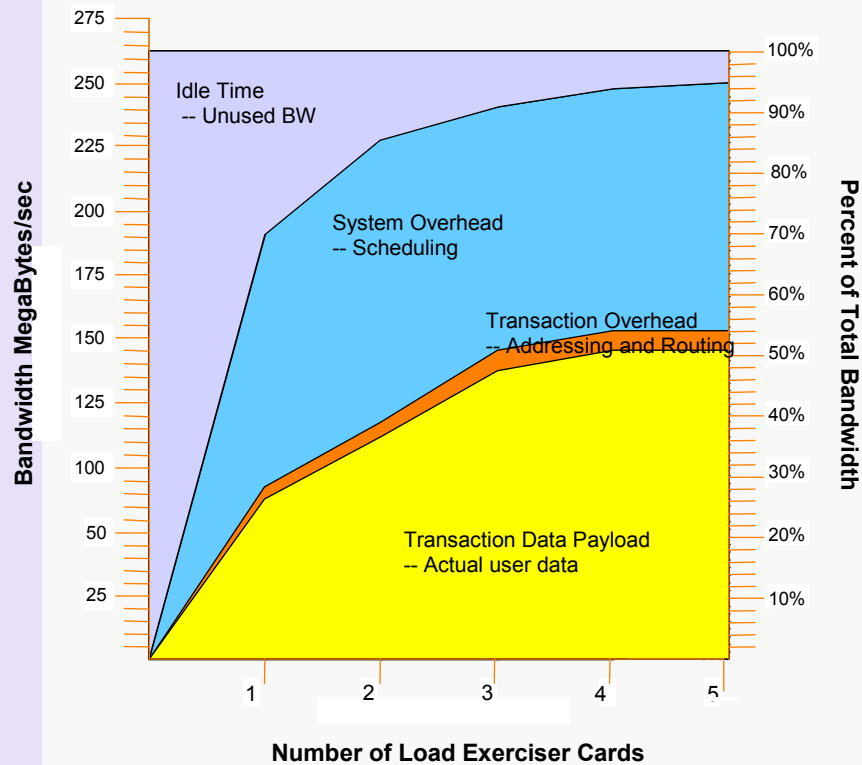 275
250
225
200
175
150
125
100
50
25
Bandwidth MegaBytes/sec
Idle Time
-- Unused BW
System Overhead
-- Scheduling
Transaction Overhead
-- Addressing and Routing
Transaction Data Payload
-- Actual user data
100%
90%
80%
70%
60%
50%
40%
30%
20%
10%
Percent of Total Bandwidth
1
2
3
4
5
Number of Load Exerciser Cards